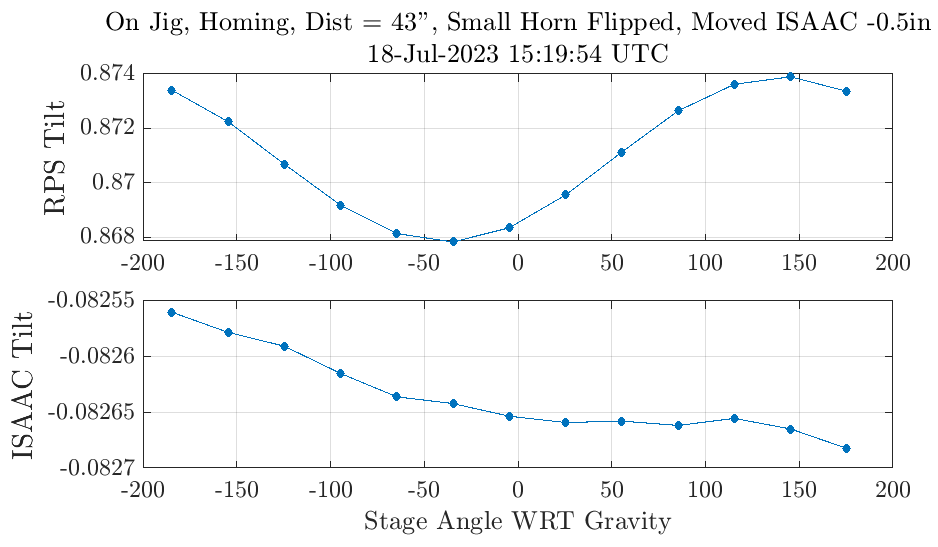 On Jig, Homing, Dist = 43”, Small Horn Flipped, Moved ISAAC -0.5in
18-Jul-2023 15:19:54 UTC
0.874
0.872
0.87
0.868
RPS Tilt
-200 -150 -100 -50 0 50 100 150 200
-0.08255
-0.0826
-0.08265
-0.0827
ISAAC Tilt
-200 -150 -100 -50 0 50 100 150 200
Stage Angle WRT Gravity